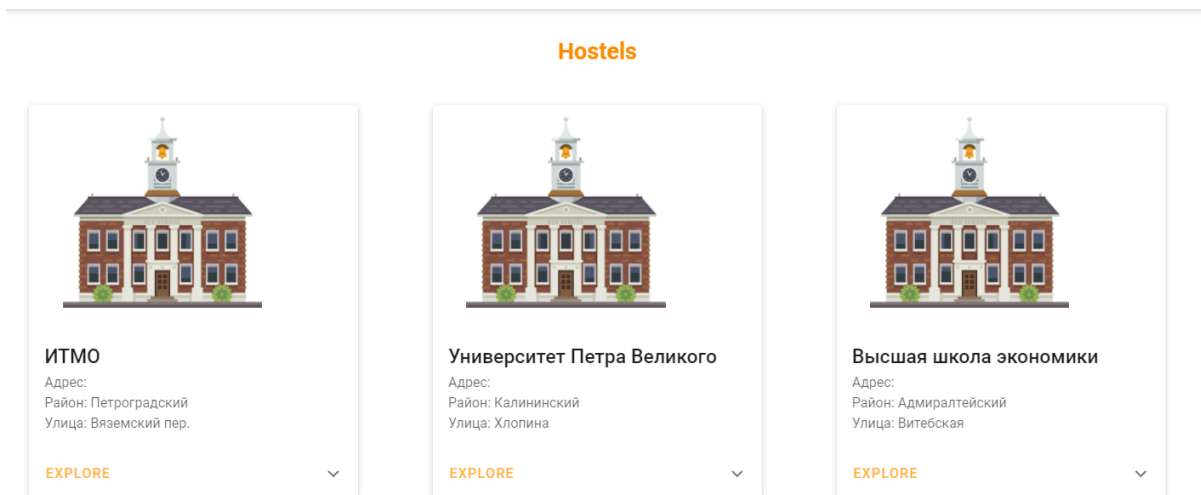 Hostels
ИТМО
Адрес:
Район: Петроградский
Улица: Вяземский пер.
EXPLORE
Университет Петра Великого
Адрес:
Район: Калининский
Улица: Хлопина
EXPLORE
Высшая школа экономики
Адрес:
Район: Адмиралтейский
Улица: Витебская
EXPLORE